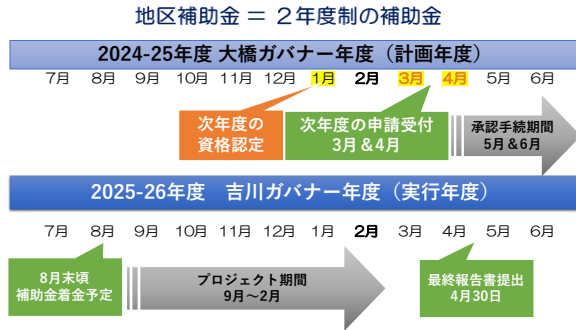 地区補助金 = 2年度制の補助金
2024-25年度 大橋ガバナー年度（計画年度）
7月 8月 9月 10月 11月 12月 1月 2月 3月 4月 5月 6月
次年度の
資格認定
次年度の申請受付
3月＆4月
承認手続期間
5月＆6月
2025-26年度　吉川ガバナー年度（実行年度）
7月 8月 9月 10月 11月 12月 1月 2月 3月 4月 5月 6月
8月末頃
補助金着金予定
プロジェクト期間
9月～2月
最終報告書提出
4月30日